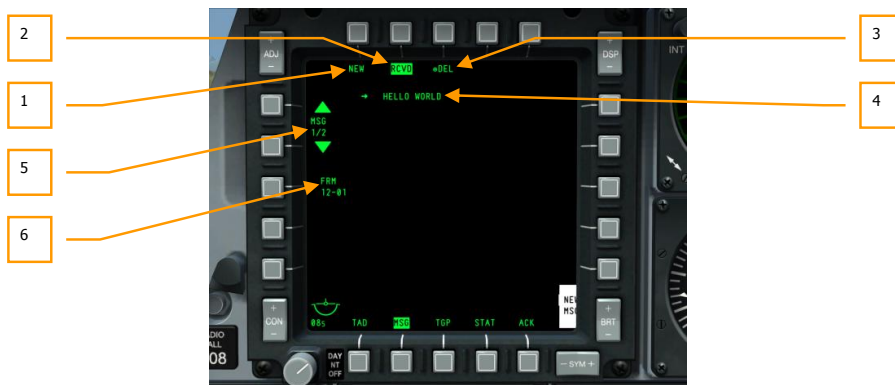 2
3
1
4
5
6
+
ADJ
-
+
DSP
-
INT
NEW RCVD ⊕DEL
→ HELLO WORLD
MSG
1/2
FRM
12-01
NEW
MSG
08s TAD MSG TGP STAT ACK
+
CON
-
+
BRT
-
08
DAY
NT
OFF
- SYM +